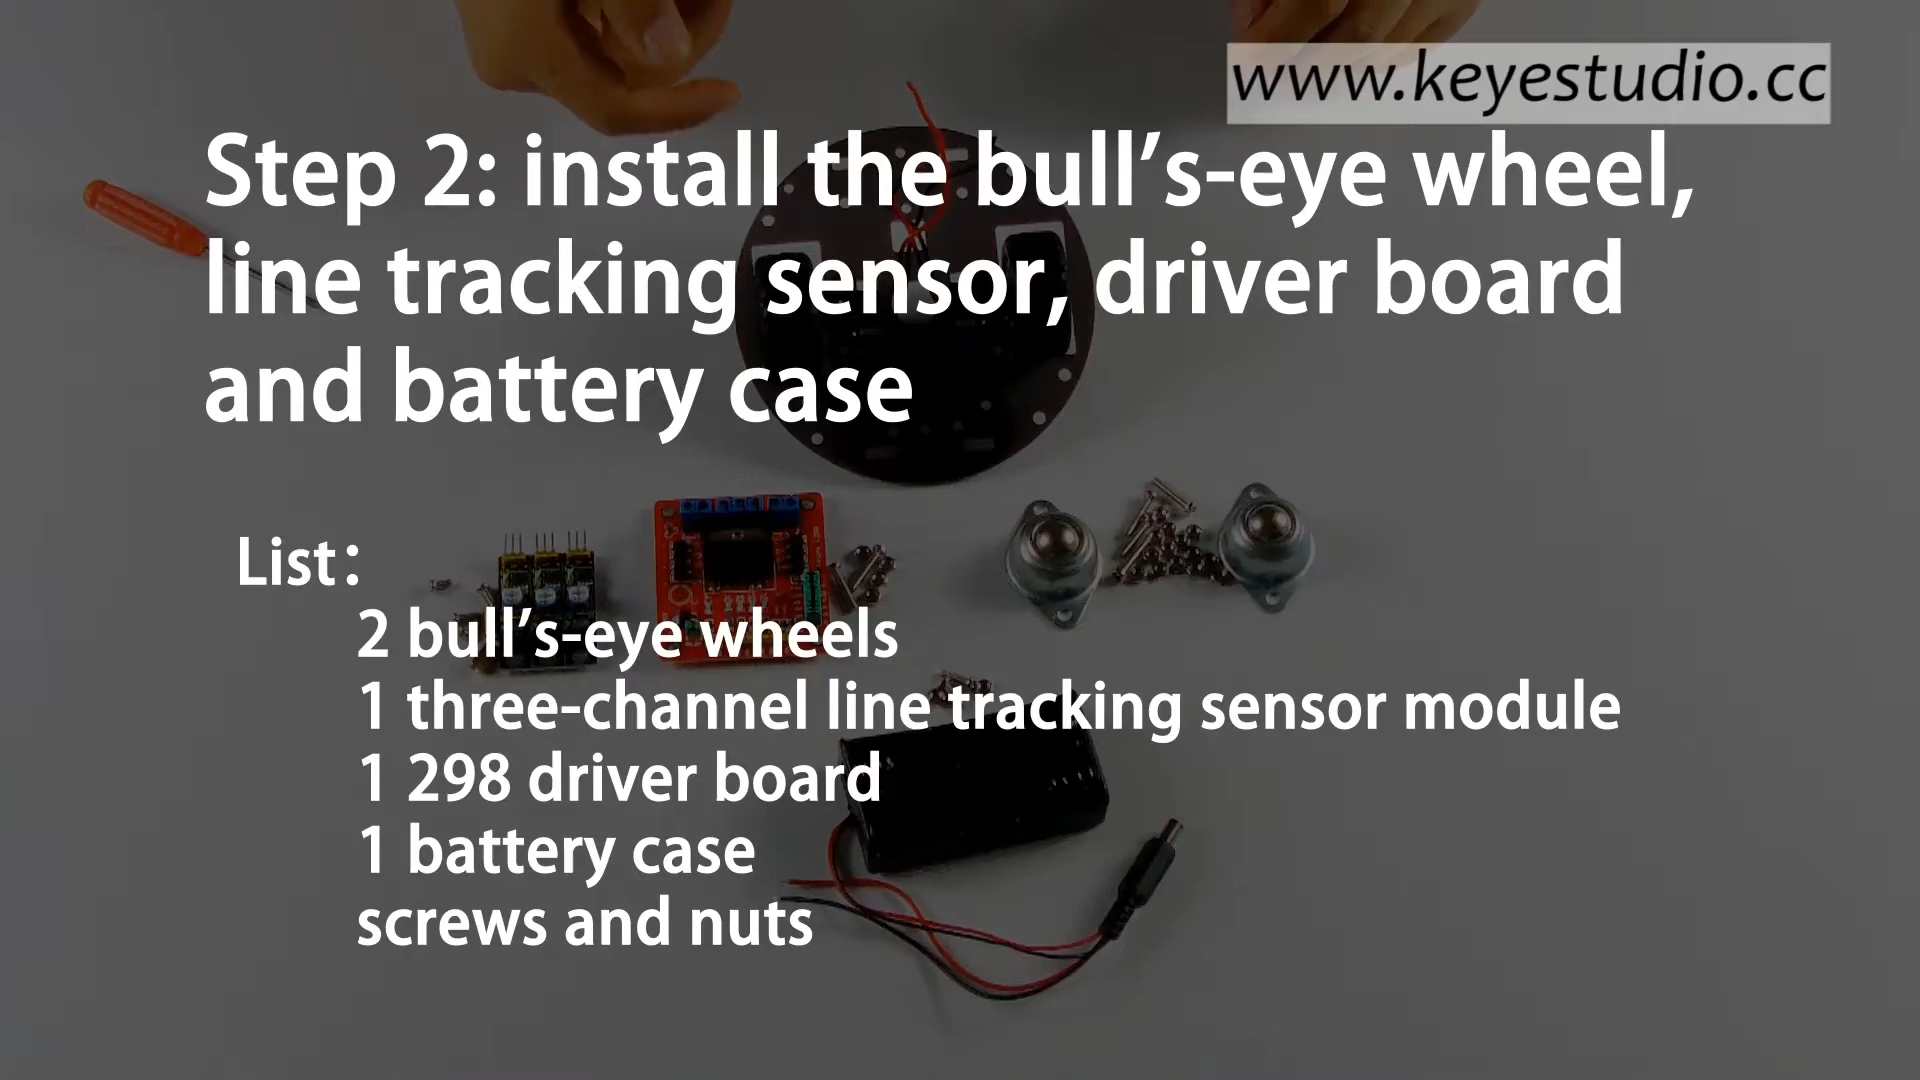 www.keyestudio.cc
Step 2: install the bull’s-eye wheel,
line tracking sensor, driver board
and battery case
List：
2 bull’s-eye wheels
1 three-channel line tracking sensor module
1 298 driver board
1 battery case
screws and nuts